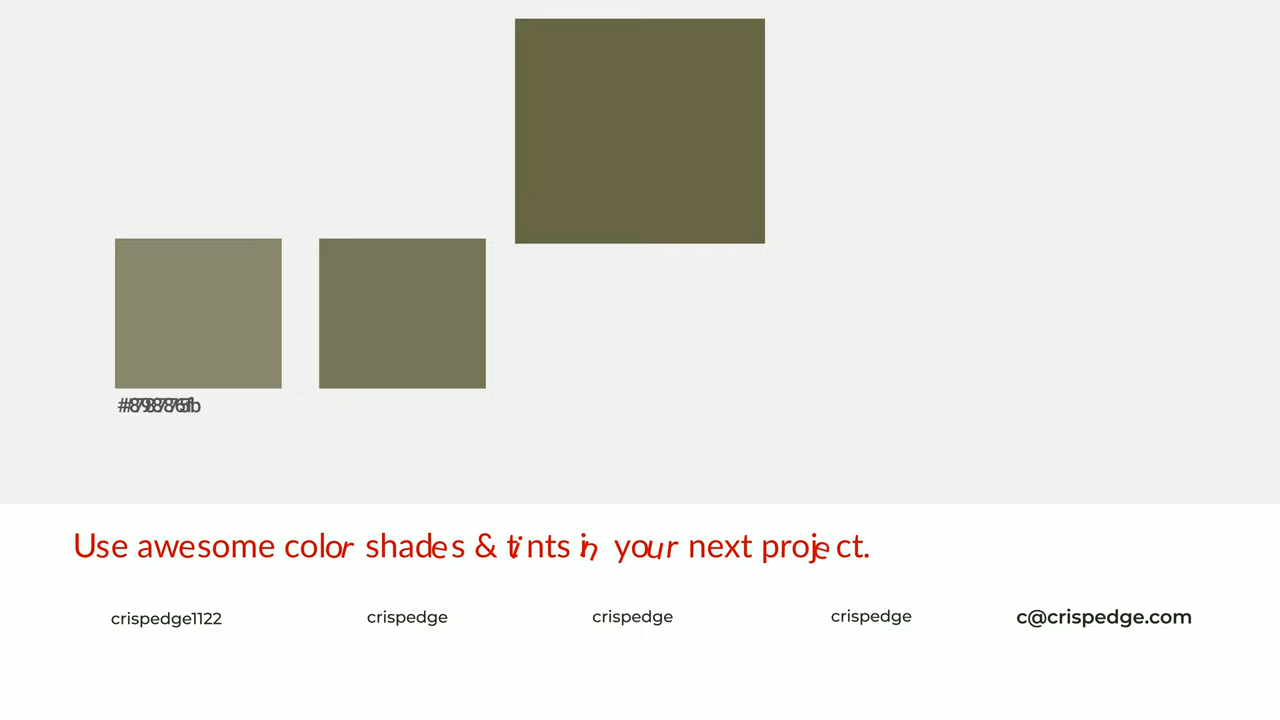 Use awesome color shades & tints in your next project.
crispedge1122 crispedge crispedge crispedge c@crispedge.com